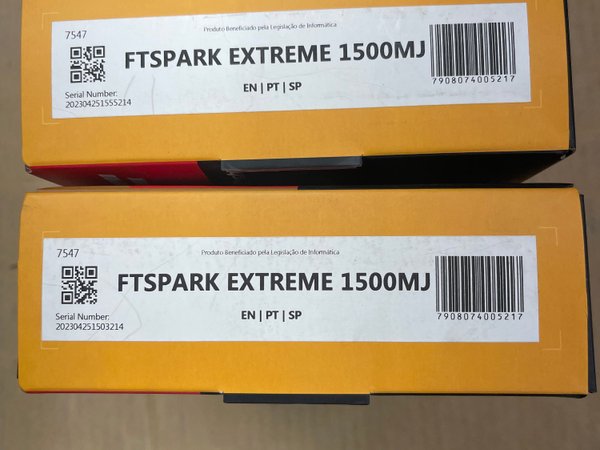 7547
Produto Beneficiado pela Legislação de Informática
FTSPARK EXTREME 1500MJ
EN | PT | SP
Serial Number:
202304251555214
7908074005217
7547
Produto Beneficiado pela Legislação de Informática
FTSPARK EXTREME 1500MJ
EN | PT | SP
Serial Number:
202304251503214
7908074005217